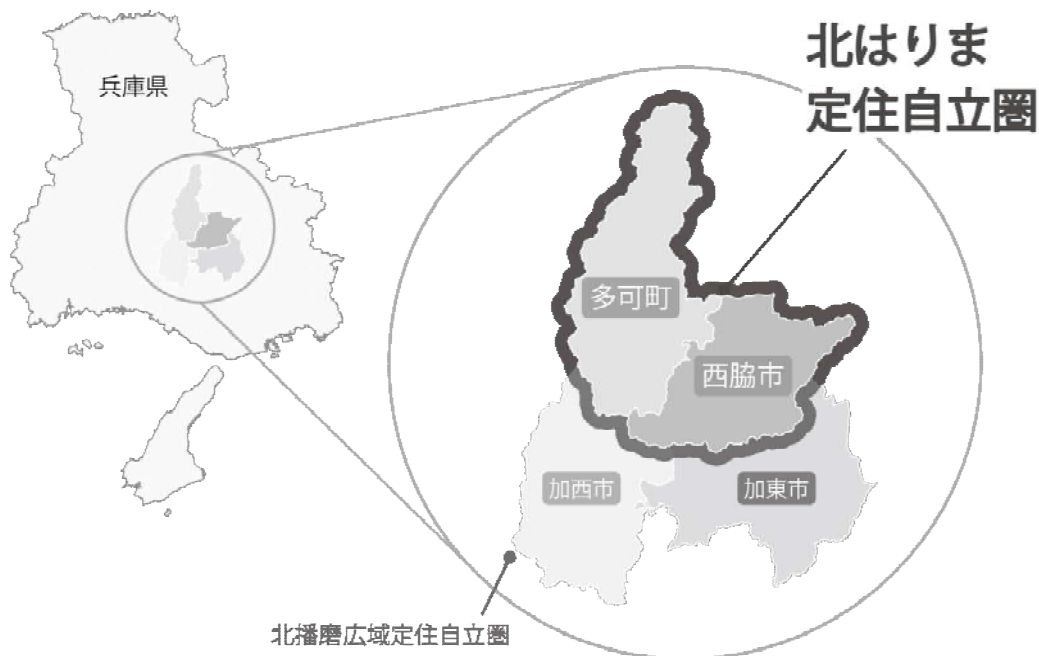 兵庫県
北はりま
定住自立圏
多可町
西脇市
加西市
加東市
北播磨広域定住自立圏